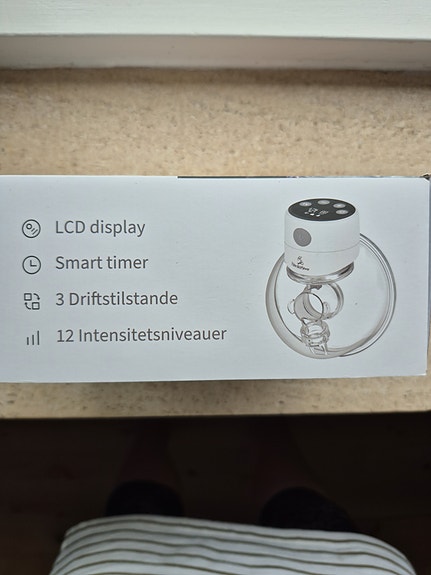 LCD display
Smart timer
3 Driftstilstande
12 Intensitetsniveauer